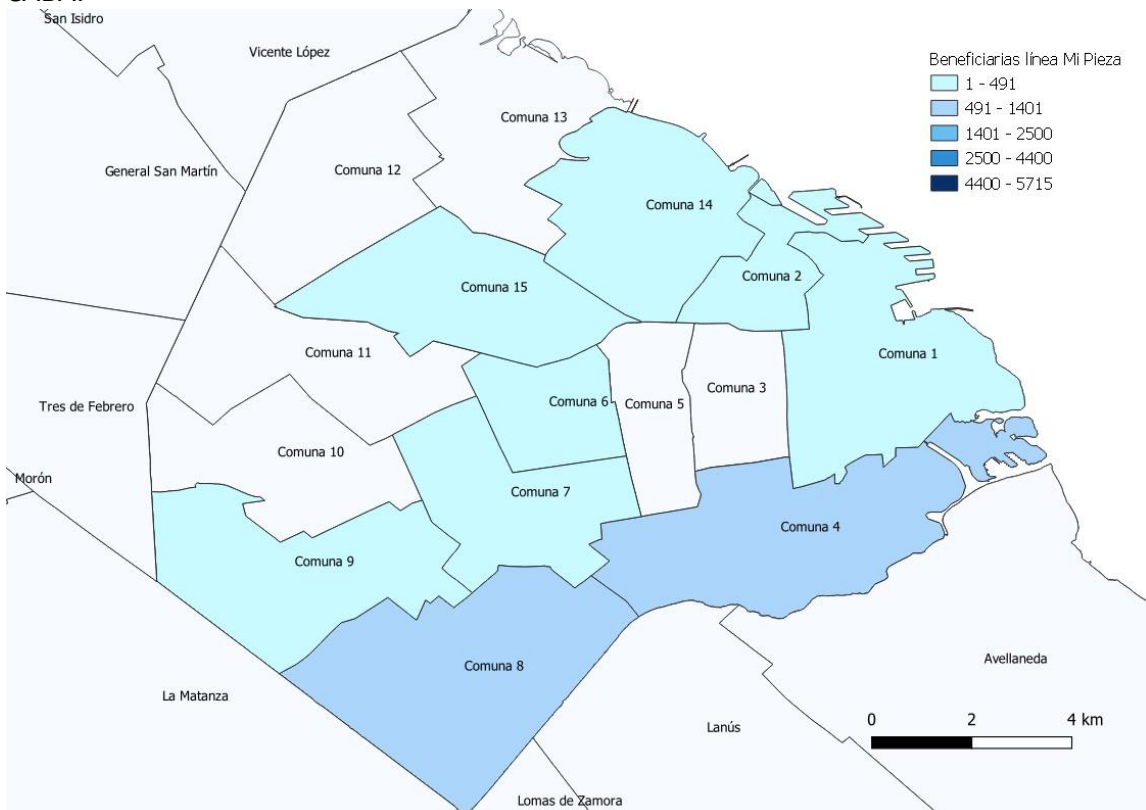 San Isidro
Vicente López
Beneficiarias línea Mi Pieza
1 - 491
491 - 1401
1401 - 2500
2500 - 4400
4400 - 5715
Comuna 13
General San Martín
Comuna 12
Comuna 14
Comuna 2
Comuna 15
Comuna 11
Comuna 1
Comuna 3
Comuna 6
Comuna 5
Tres de Febrero
Comuna 10
Morón
Comuna 7
Comuna 4
Comuna 9
Comuna 8
Avellaneda
La Matanza
0 2 4 km
Lanús
Lomas de Zamora